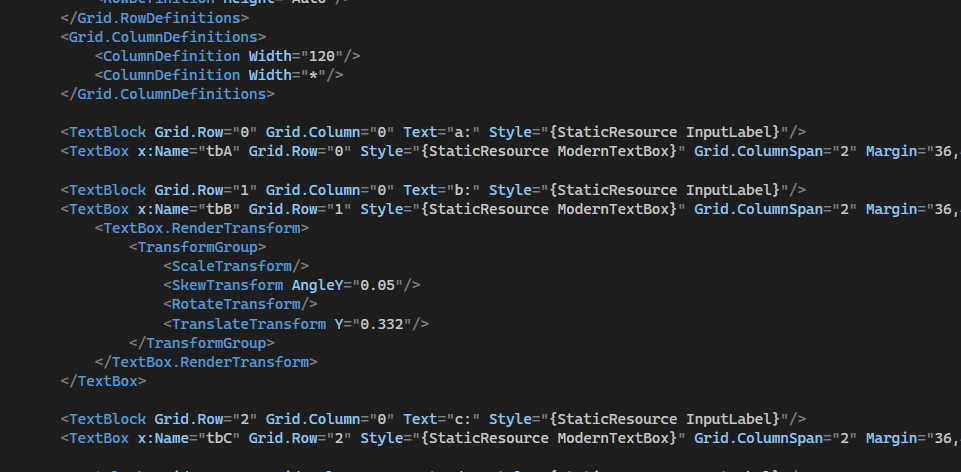 <RowDefinition Height="Auto"/>
</Grid.RowDefinitions>
<Grid.ColumnDefinitions>
<ColumnDefinition Width="120"/>
<ColumnDefinition Width="*"/>
</Grid.ColumnDefinitions>
<TextBlock Grid.Row="0" Grid.Column="0" Text="a:" Style="{StaticResource InputLabel}"/>
<TextBox x:Name="tbA" Grid.Row="0" Style="{StaticResource ModernTextBox}" Grid.ColumnSpan="2" Margin="36,
<TextBlock Grid.Row="1" Grid.Column="0" Text="b:" Style="{StaticResource InputLabel}"/>
<TextBox x:Name="tbB" Grid.Row="1" Style="{StaticResource ModernTextBox}" Grid.ColumnSpan="2" Margin="36,
<TextBox.RenderTransform>
<TransformGroup>
<ScaleTransform/>
<SkewTransform AngleY="0.05"/>
<RotateTransform/>
<TranslateTransform Y="0.332"/>
</TransformGroup>
</TextBox.RenderTransform>
</TextBox>
<TextBlock Grid.Row="2" Grid.Column="0" Text="c:" Style="{StaticResource InputLabel}"/>
<TextBox x:Name="tbC" Grid.Row="2" Style="{StaticResource ModernTextBox}" Grid.ColumnSpan="2" Margin="36,